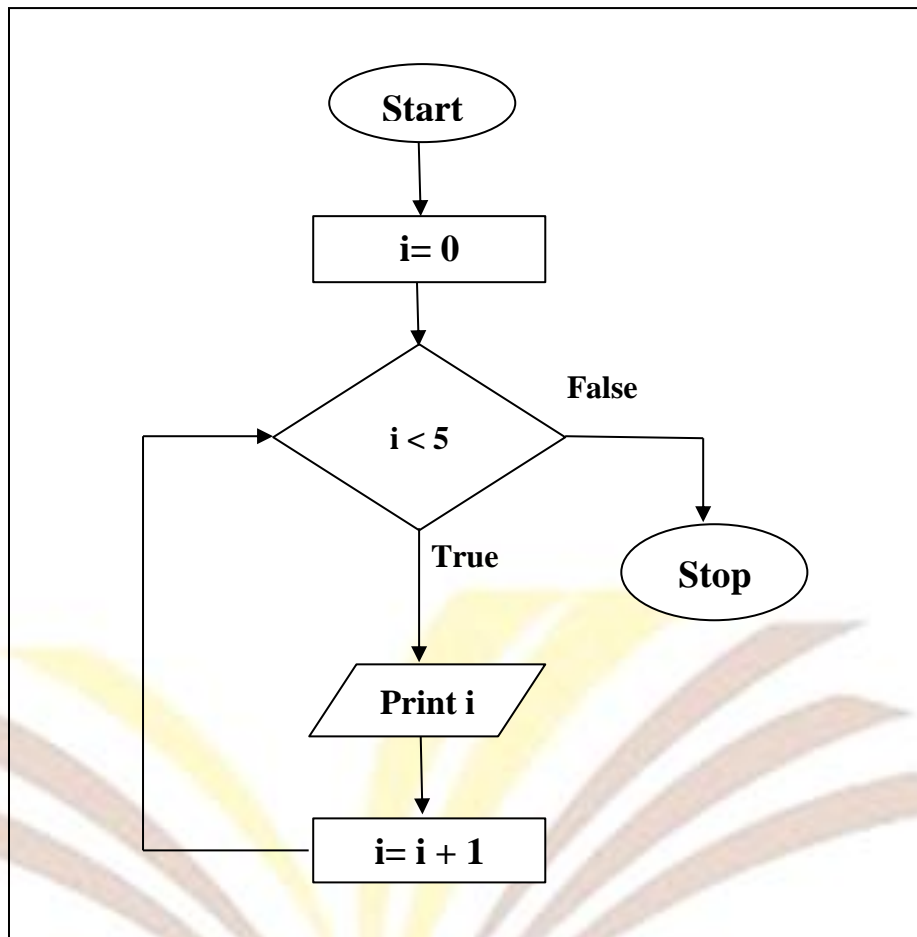 Start
i= 0
False
i < 5
True
Stop
Print i
i= i + 1